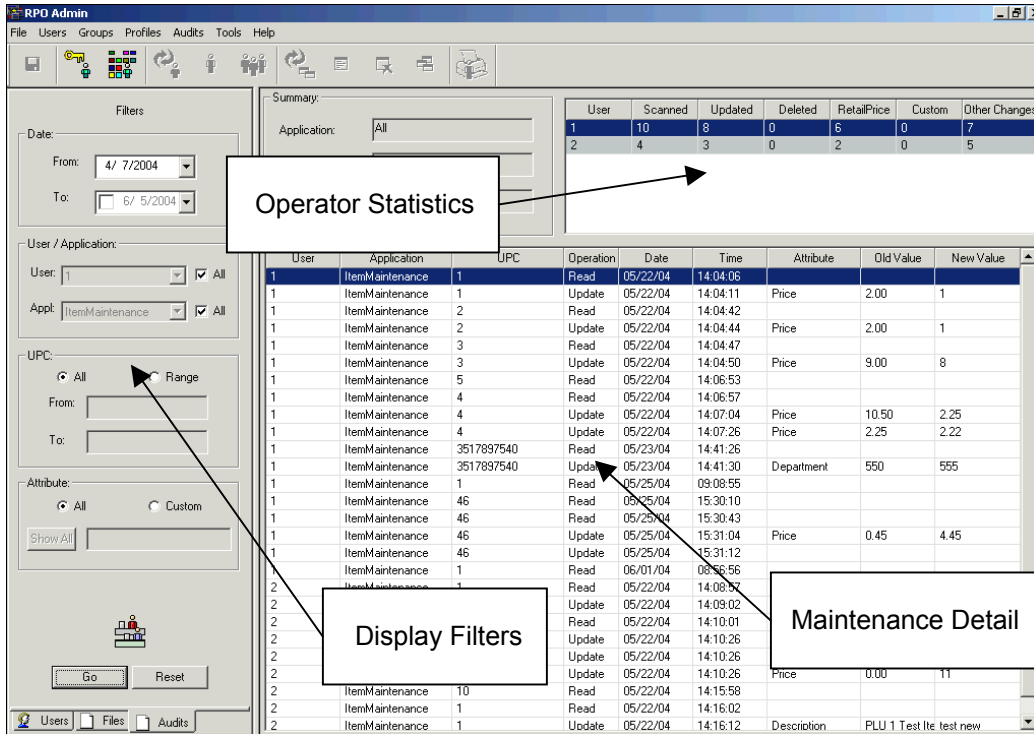 RPO Admin
File Users Groups Profiles Audits Tools Help
Filters
Date:
From: 4/ 7/2004
To: 6/ 5/2004
User / Application:
User: 1 All
Appl: ItemMaintenance All
UPC:
All Range
From:
To:
Attribute:
All Custom
Show All
Go Reset
Users Files Audits
Summary:
Application: All
Operator Statistics
User Scanned Updated Deleted RetailPrice Custom Other Changes
1 10 8 0 6 0 7
2 4 3 0 2 0 5
User Application UPC Operation Date Time Attribute Old Value New Value
1 ItemMaintenance 1 Read 05/22/04 14:04:06
1 ItemMaintenance 1 Update 05/22/04 14:04:11 Price 2.00 1
1 ItemMaintenance 2 Read 05/22/04 14:04:42
1 ItemMaintenance 2 Update 05/22/04 14:04:44 Price 2.00 1
1 ItemMaintenance 3 Read 05/22/04 14:04:47
1 ItemMaintenance 3 Update 05/22/04 14:04:50 Price 9.00 8
1 ItemMaintenance 5 Read 05/22/04 14:06:53
1 ItemMaintenance 4 Read 05/22/04 14:06:57
1 ItemMaintenance 4 Update 05/22/04 14:07:04 Price 10.50 2.25
1 ItemMaintenance 4 Update 05/22/04 14:07:26 Price 2.25 2.22
1 ItemMaintenance 3517897540 Read 05/23/04 14:41:26
1 ItemMaintenance 3517897540 Update 05/23/04 14:41:30 Department 550 555
1 ItemMaintenance 1 Read 05/25/04 09:08:55
1 ItemMaintenance 46 Read 05/25/04 15:30:10
1 ItemMaintenance 46 Read 05/25/04 15:30:43
1 ItemMaintenance 46 Update 05/25/04 15:31:04 Price 0.45 4.45
1 ItemMaintenance 46 Update 05/25/04 15:31:12
1 ItemMaintenance 1 Read 06/01/04 08:56:56
2 ItemMaintenance 1 Read 05/22/04 14:08:57
2 Update 05/22/04 14:09:02
2 Read 05/22/04 14:10:01
2 Update 05/22/04 14:10:26
2 Update 05/22/04 14:10:26
2 Update 05/22/04 14:10:26 Price 0.00 11
2 ItemMaintenance 10 Read 05/22/04 14:15:58
2 ItemMaintenance 1 Read 05/22/04 14:16:02
2 ItemMaintenance 1 Update 05/22/04 14:16:12 Description PLU 1 Test Ite test new
Display Filters
Maintenance Detail